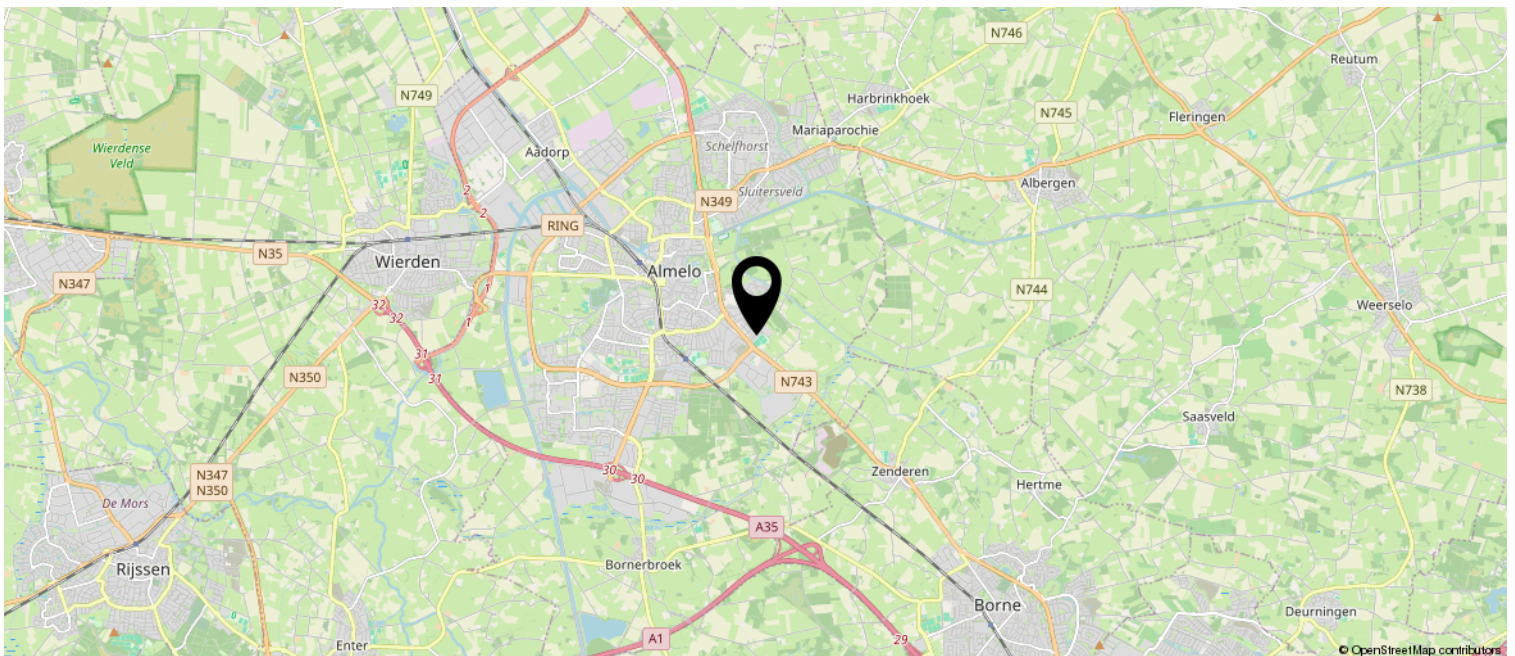 N746
Reutum
N749
Harbrinkhoek
N745
Fleringen
Mariaparochie
Schelfhorst
Wierdense
Veld
Aadorp
Albergen
2
Sluitersveld
N349
2
RING
N35
Wierden
Almelo
N347
N744
1
Weerselo
32
32
1
31
31
N350
N743
N738
Saasveld
N347
N350
30
30
Zenderen
Hertme
De Mors
A35
Bornerbroek
Rijssen
Borne
Deurningen
Enter
A1
29
© OpenStreetMap contributors